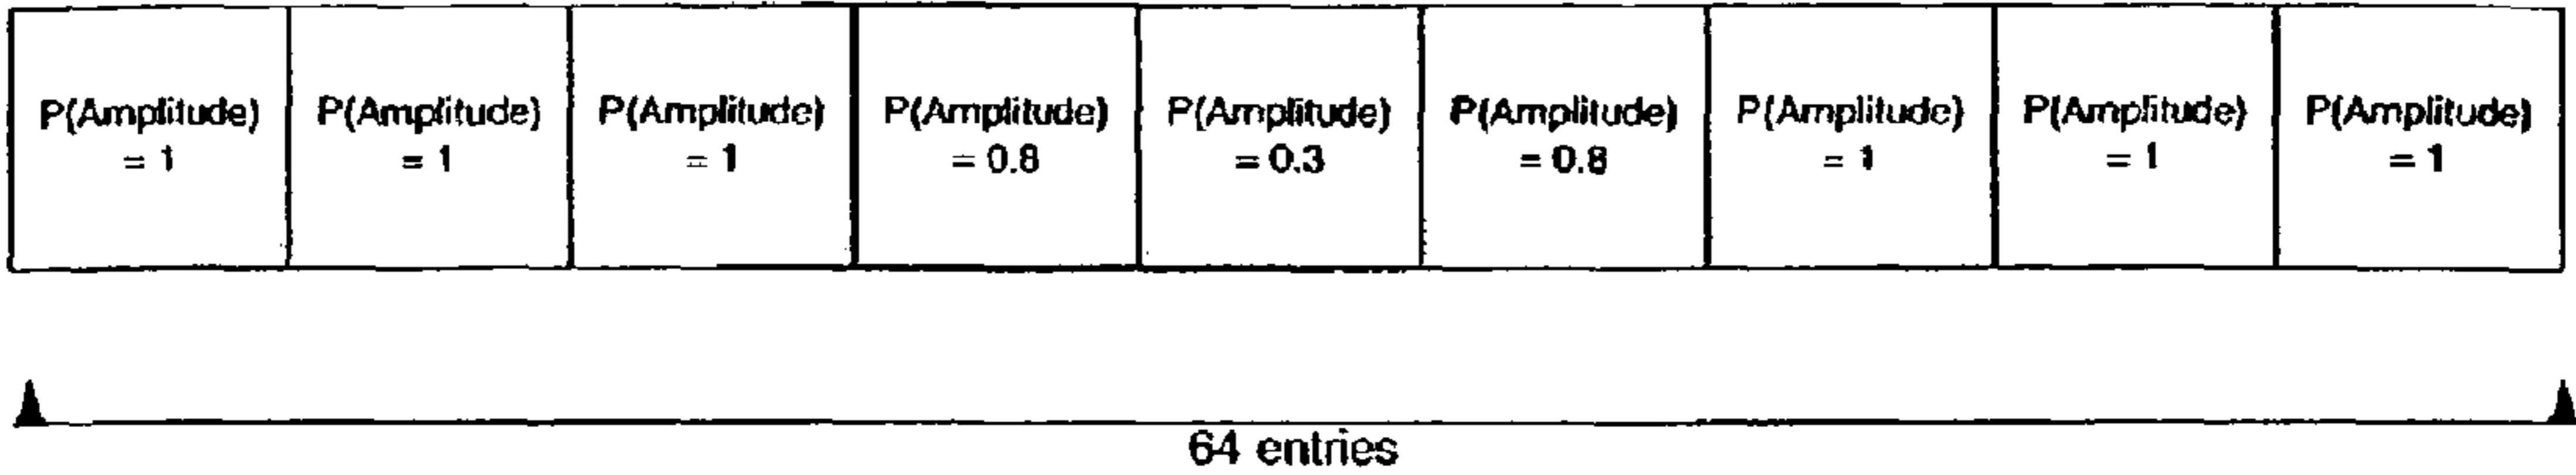 P(Amplitude) P(Amplitude) P(Amplitude) P(Amplitude) P(Amplitude) P(Amplitude) P(Amplitude) P(Amplitude) P(Amplitude)
= 1 = 1 = 1 = 0.8 = 0.3 = 0.8 = 1 = 1 = 1
64 entries